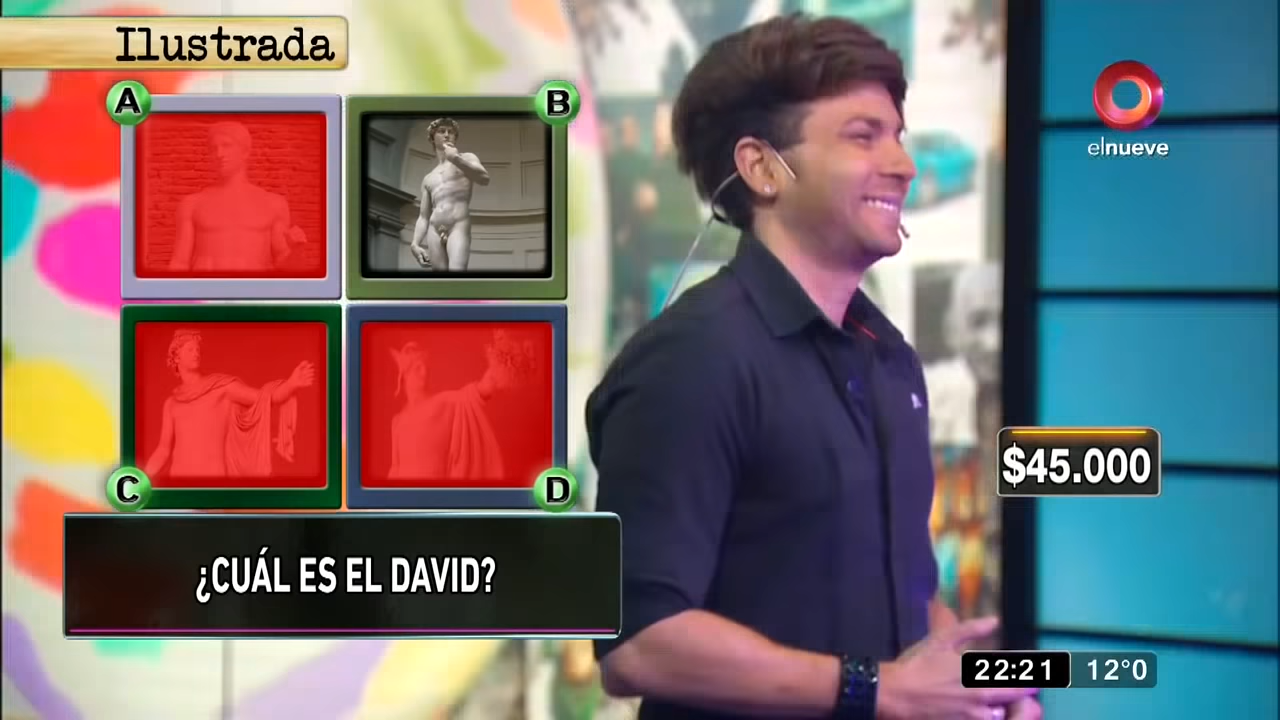 Ilustrada
A
B
elnueve
C
D
$45.000
¿CUÁL ES EL DAVID?
22:21 12°0